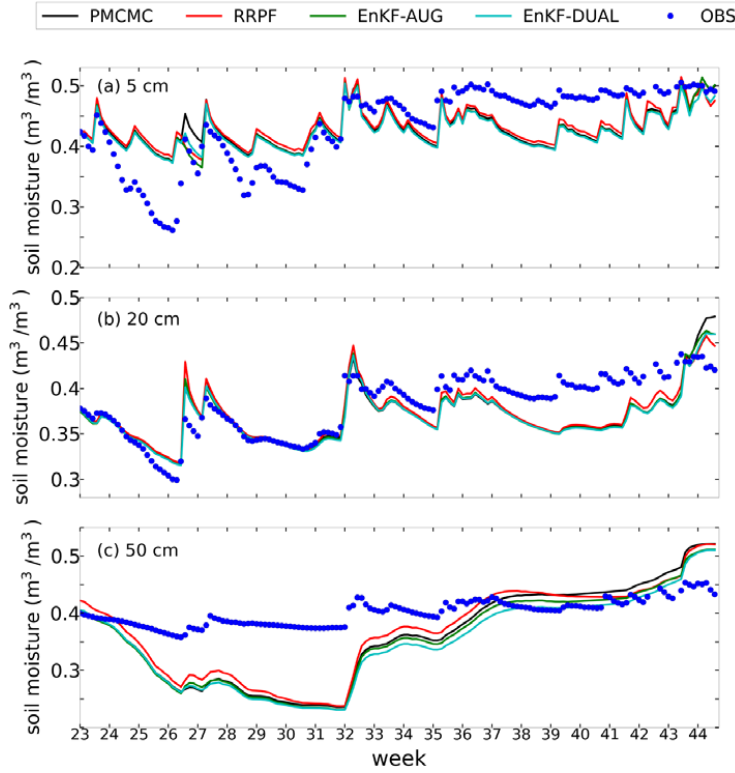 PMCMC RRPF EnKF-AUG EnKF-DUAL OBS
(a) 5 cm
soil moisture (m³ /m³ )
0.5
0.4
0.3
0.2
(b) 20 cm
soil moisture (m³ /m³ )
0.5
0.45
0.4
0.35
0.3
(c) 50 cm
soil moisture (m³ /m³ )
0.5
0.4
0.3
23 24 26 27 28 29 31 32 33 34 35 36 37 38 39 40 41 42 43 44
week